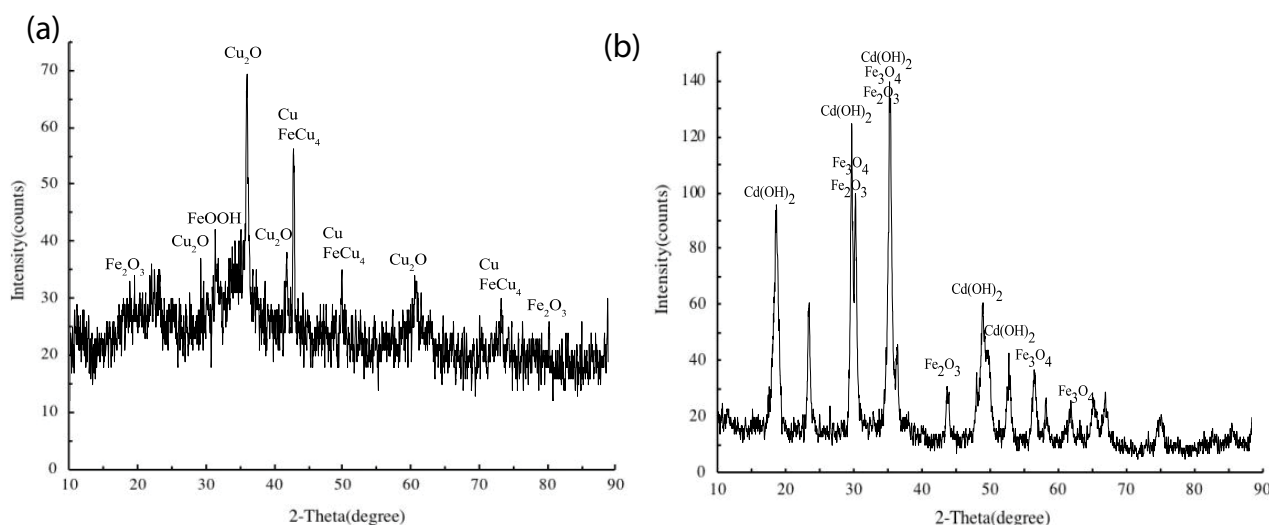 (a)
Cu₂O
Cu
FeCu₄
FeOOH
Cu₂O
Cu₂O
Cu
FeCu₄
Cu₂O
Cu
FeCu₄
Fe₂O₃
Fe₂O₃
Intensity(counts)
70
60
50
40
30
20
10
0
10 20 30 40 50 60 70 80 89
2-Theta(degree)
(b)
Cd(OH)₂
Fe₃O₄
Fe₂O₃
Cd(OH)₂
Fe₃O₄
Fe₂O₃
Cd(OH)₂
Cd(OH)₂
Cd(OH)₂
Fe₂O₃
Fe₃O₄
Fe₃O₄
Intensity(counts)
140
120
100
80
60
40
20
0
10 20 30 40 50 60 70 80 90
2-Theta(degree)